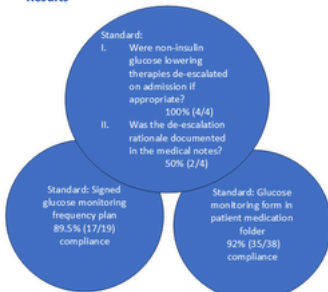 Results
Standard:
I. Were non-insulin
glucose lowering
therapies de-escalated
on admission if
appropriate?
100% (4/4)
II. Was the de-escalation
rationale documented
in the medical notes?
50% (2/4)
Standard: Signed
glucose monitoring
frequency plan
89.5% (17/19)
compliance
Standard: Glucose
monitoring form in
patient medication
folder
92% (35/38)
compliance